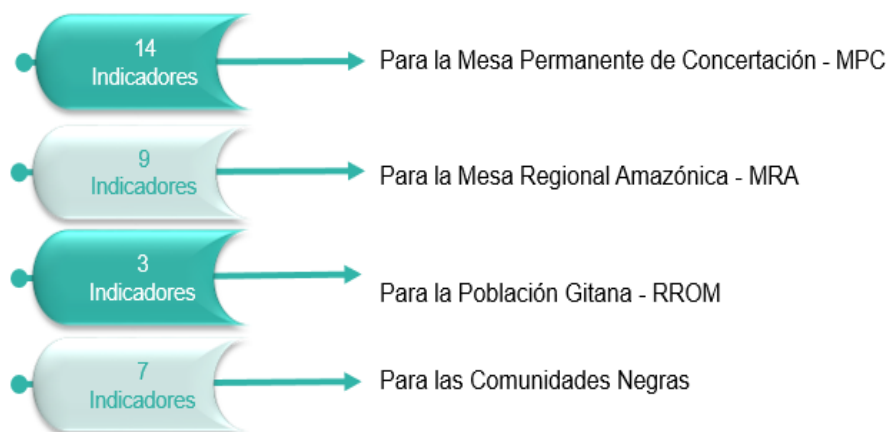 14
Indicadores
Para la Mesa Permanente de Concertación - MPC
9
Indicadores
Para la Mesa Regional Amazónica - MRA
3
Indicadores
Para la Población Gitana - RROM
7
Indicadores
Para las Comunidades Negras